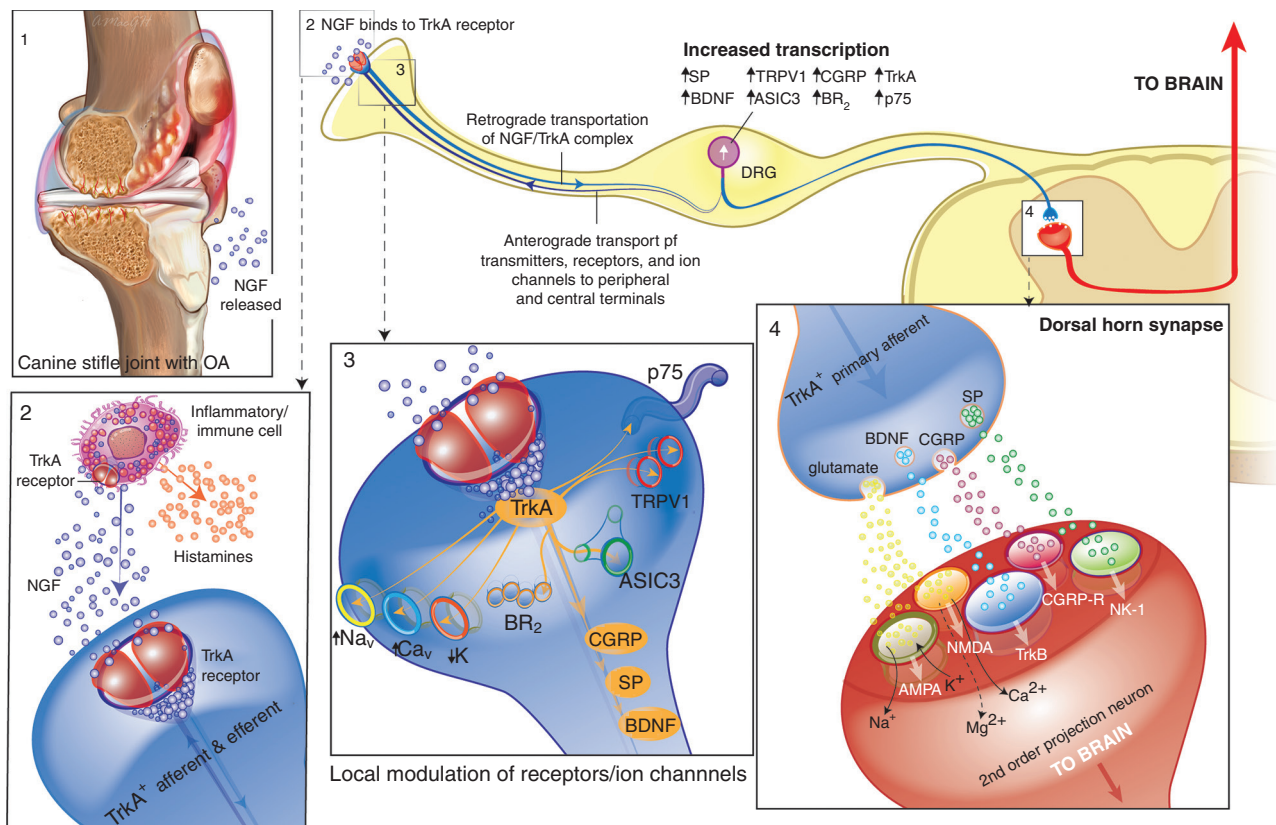 1
NGF
released
Canine stifle joint with OA
2 NGF binds to TrkA receptor
3
Increased transcription
↑SP ↑TRPV1 ↑CGRP ↑TrkA
↑BDNF ↑ASIC3 ↑BR₂ ↑p75
TO BRAIN
Retrograde transportation
of NGF/TrkA complex
DRG
Anterograde transport pf
transmitters, receptors, and ion
channels to peripheral
and central terminals
4
2
Inflammatory/
immune cell
TrkA
receptor
Histamines
NGF
TrkA
receptor
TrkA⁺ afferent & efferent
3
p75
TRPV1
TrkA
ASIC3
BR₂
↑Naᵥ
↑Caᵥ
↓K
CGRP
SP
BDNF
Local modulation of receptors/ion channnels
4
Dorsal horn synapse
TrkA⁺ primary afferent
SP
BDNF
CGRP
glutamate
CGRP-R
NK-1
NMDA
TrkB
AMPA
K⁺
Ca²⁺
Na⁺
Mg²⁺
2nd order projection neuron
TO BRAIN